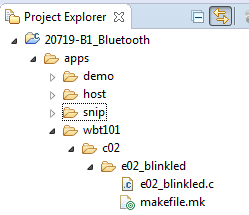 Project Explorer
20719-B1_Bluetooth
apps
demo
host
snip
wbt101
c02
e02_blinkled
e02_blinkled.c
makefile.mk